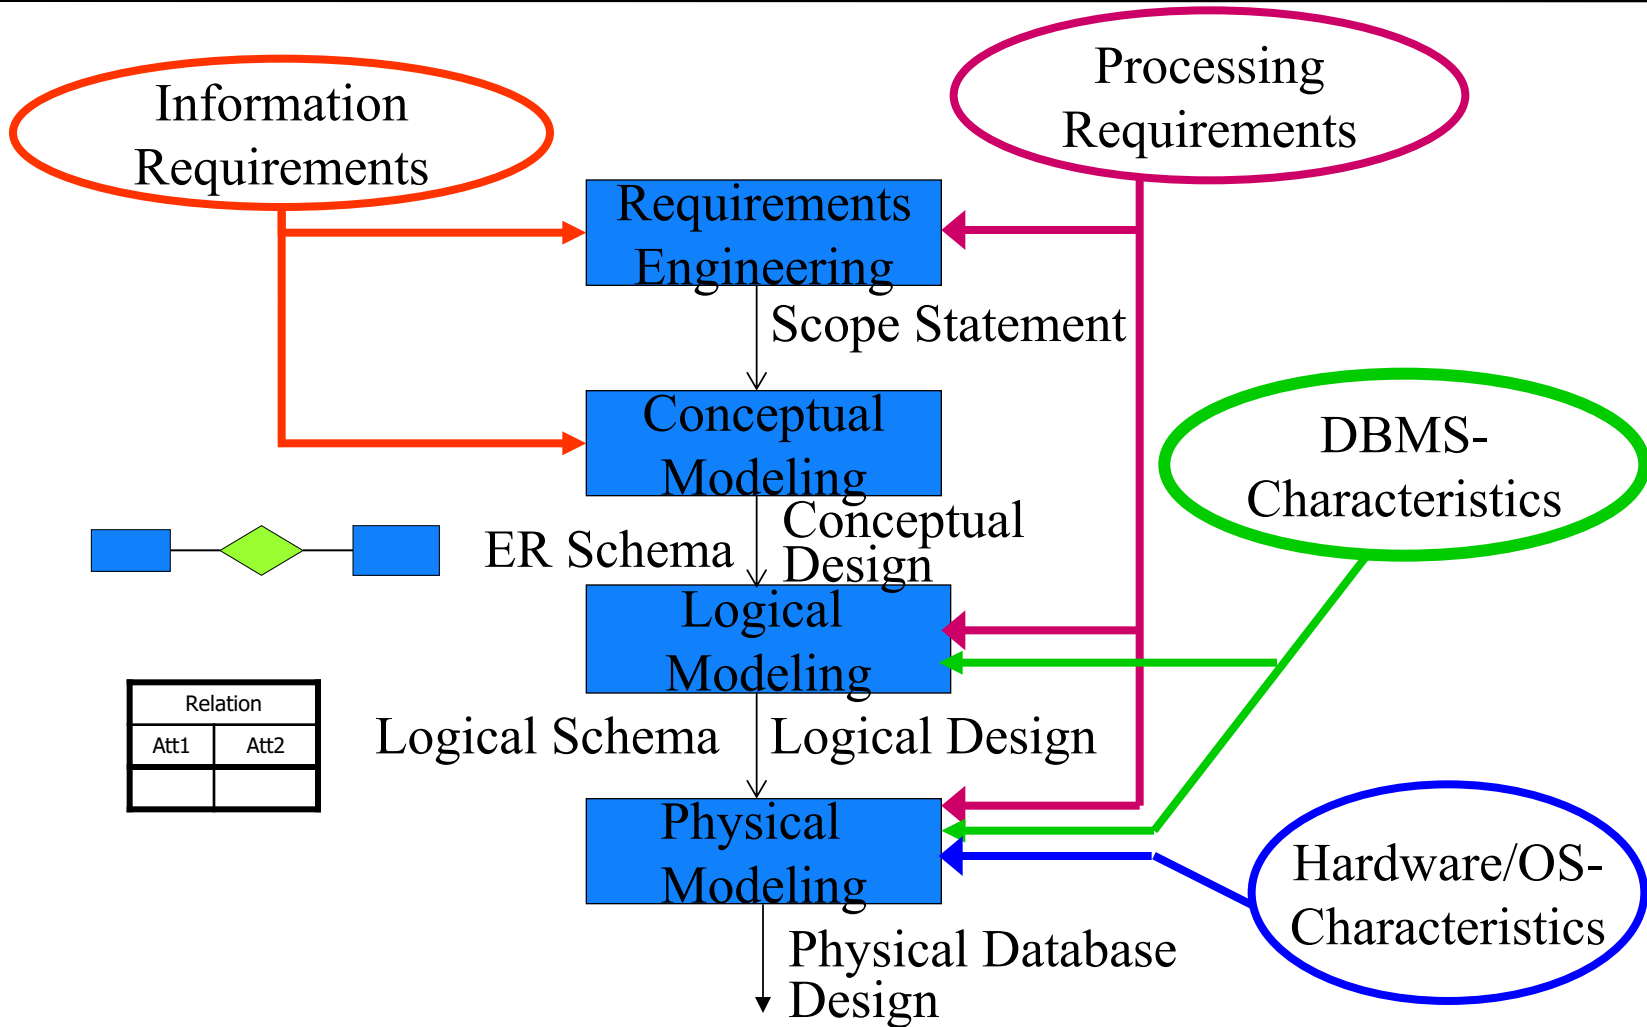 Information
Requirements
Processing
Requirements
Requirements
Engineering
Scope Statement
Conceptual
Modeling
DBMS-
Characteristics
ER Schema
Conceptual
Design
Logical
Modeling
Relation
Att1 Att2
Logical Schema
Logical Design
Physical
Modeling
Hardware/OS-
Characteristics
Physical Database
Design